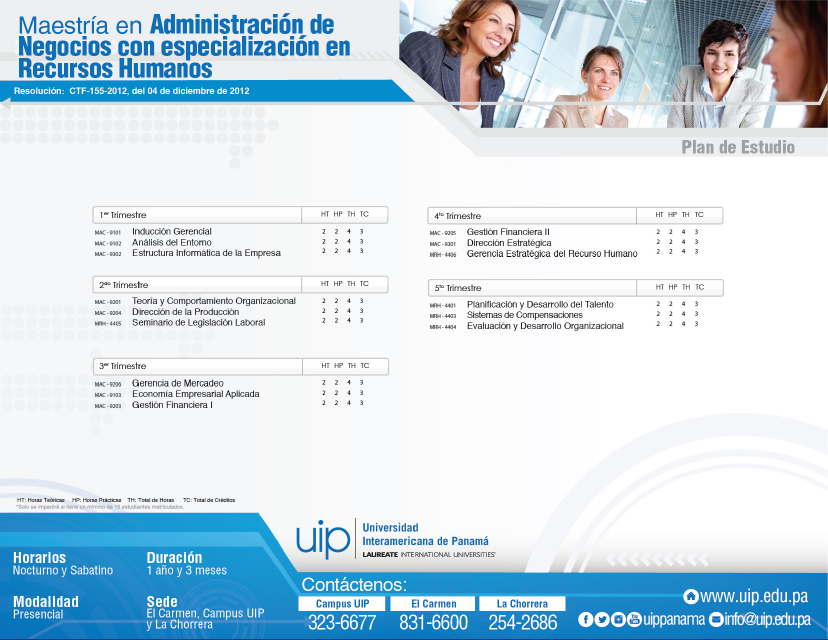 Maestría en Administración de
Negocios con especialización en
Recursos Humanos
Resolución: CTF-155-2012, del 04 de diciembre de 2012
Plan de Estudio
1er Trimestre HT HP TH TC
MAC - 9101 Inducción Gerencial 2 2 4 3
MAC - 9102 Análisis del Entorno 2 2 4 3
MAC - 9302 Estructura Informática de la Empresa 2 2 4 3
2do Trimestre HT HP TH TC
MAC - 9201 Teoría y Comportamiento Organizacional 2 2 4 3
MAC - 9204 Dirección de la Producción 2 2 4 3
MRH - 4405 Seminario de Legislación Laboral 2 2 4 3
3er Trimestre HT HP TH TC
MAC - 9206 Gerencia de Mercadeo 2 2 4 3
MAC - 9103 Economía Empresarial Aplicada 2 2 4 3
MAC - 9203 Gestión Financiera I 2 2 4 3
4to Trimestre HT HP TH TC
MAC - 9205 Gestión Financiera II 2 2 4 3
MAC - 9301 Dirección Estratégica 2 2 4 3
MRH - 4406 Gerencia Estratégica del Recurso Humano 2 2 4 3
5to Trimestre HT HP TH TC
MRH - 4401 Planificación y Desarrollo del Talento 2 2 4 3
MRH - 4403 Sistemas de Compensaciones 2 2 4 3
MRH - 4404 Evaluación y Desarrollo Organizacional 2 2 4 3
HT: Horas Teóricas HP: Horas Prácticas TH: Total de Horas TC: Total de Créditos
*Solo se impartirá si tiene un mínimo de 15 estudiantes matriculados.
uip Universidad
Interamericana de Panamá
LAUREATE INTERNATIONAL UNIVERSITIES®
Horarios
Nocturno y Sabatino
Duración
1 año y 3 meses
Modalidad
Presencial
Sede
El Carmen, Campus UIP
y La Chorrera
Contáctenos:
Campus UIP El Carmen La Chorrera
323-6677 831-6600 254-2686
www.uip.edu.pa
uippanama info@uip.edu.pa